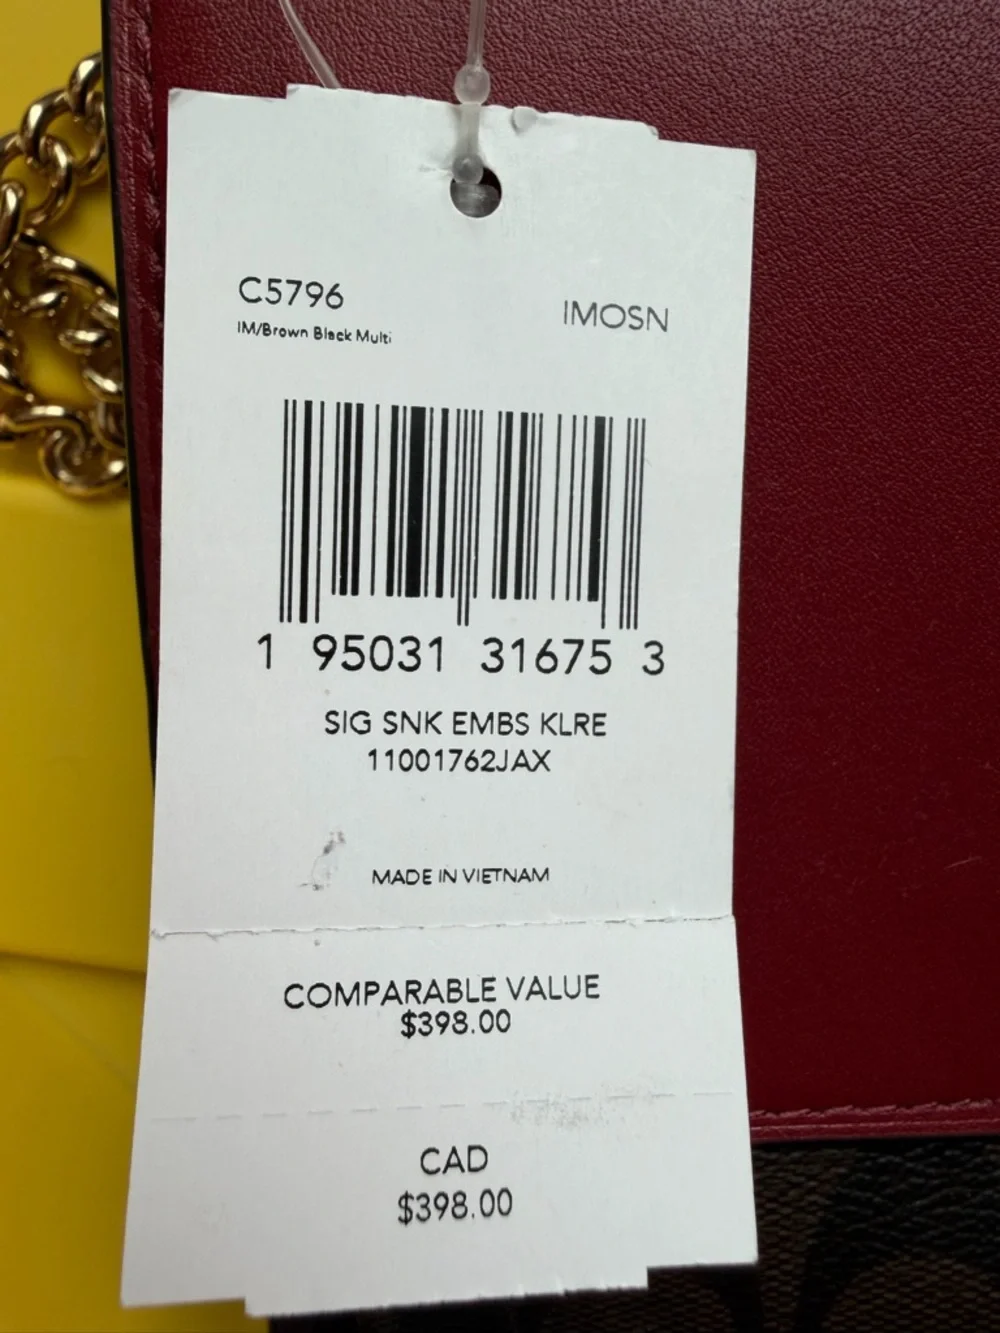 C5796
IMOSN
IM/Brown Black Multi
1 95031 31675 3
SIG SNK EMBS KLRE
11001762JAX
MADE IN VIETNAM
COMPARABLE VALUE
$398.00
CAD
$398.00